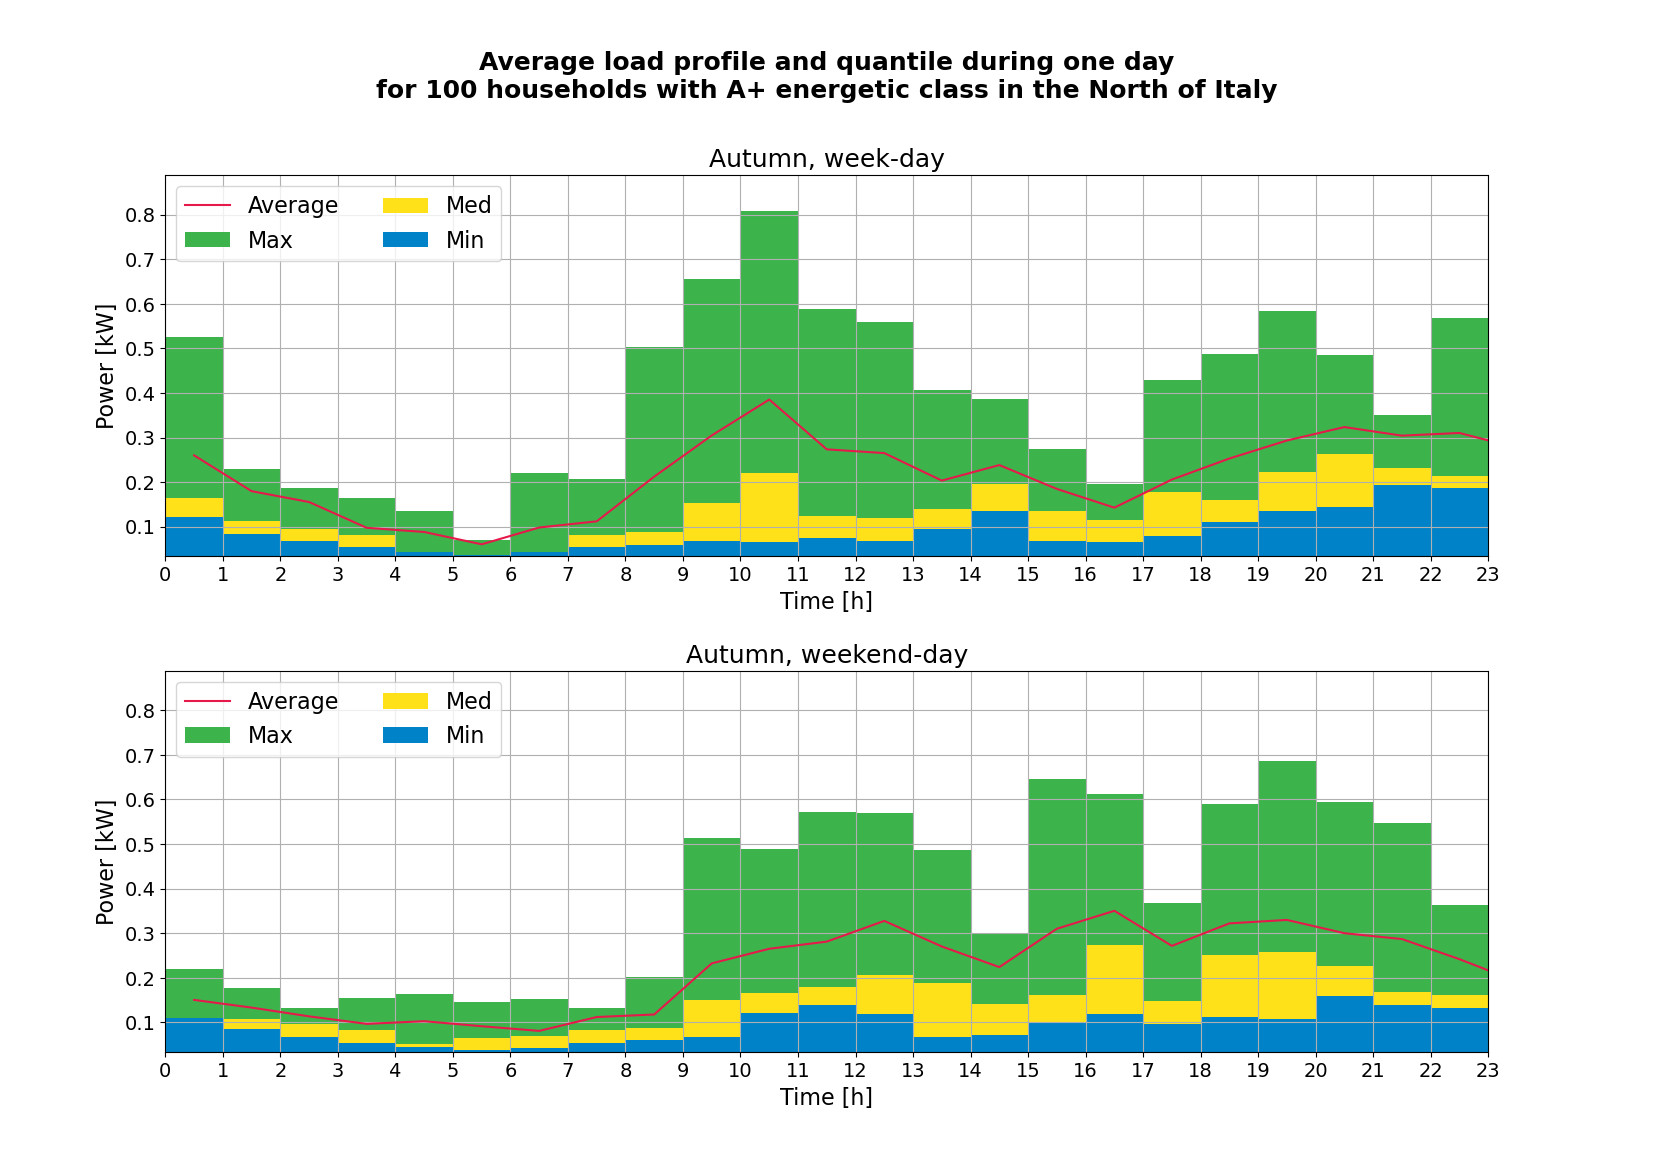 Average load profile and quantile during one day
for 100 households with A+ energetic class in the North of Italy
Autumn, week-day
Average Med
Max Min
0.8
0.7
0.6
0.5
0.4
0.3
0.2
0.1
Power [kW]
0 1 2 3 4 5 6 7 8 9 10 11 12 13 14 15 16 17 18 19 20 21 22 23
Time [h]
Autumn, weekend-day
Average Med
Max Min
0.8
0.7
0.6
0.5
0.4
0.3
0.2
0.1
Power [kW]
0 1 2 3 4 5 6 7 8 9 10 11 12 13 14 15 16 17 18 19 20 21 22 23
Time [h]